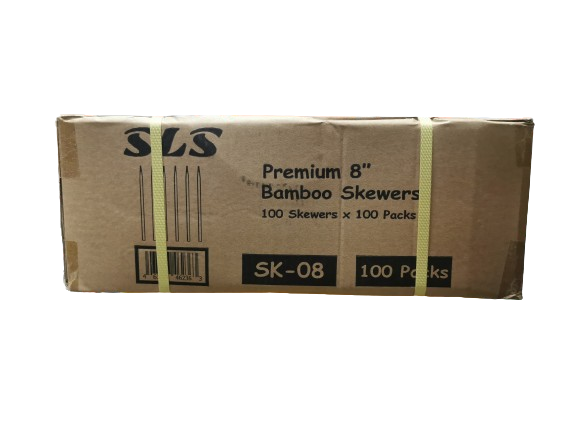 SLS
Premium 8"
Bamboo Skewers
100 Skewers x 100 Packs
SK-08
100 Packs